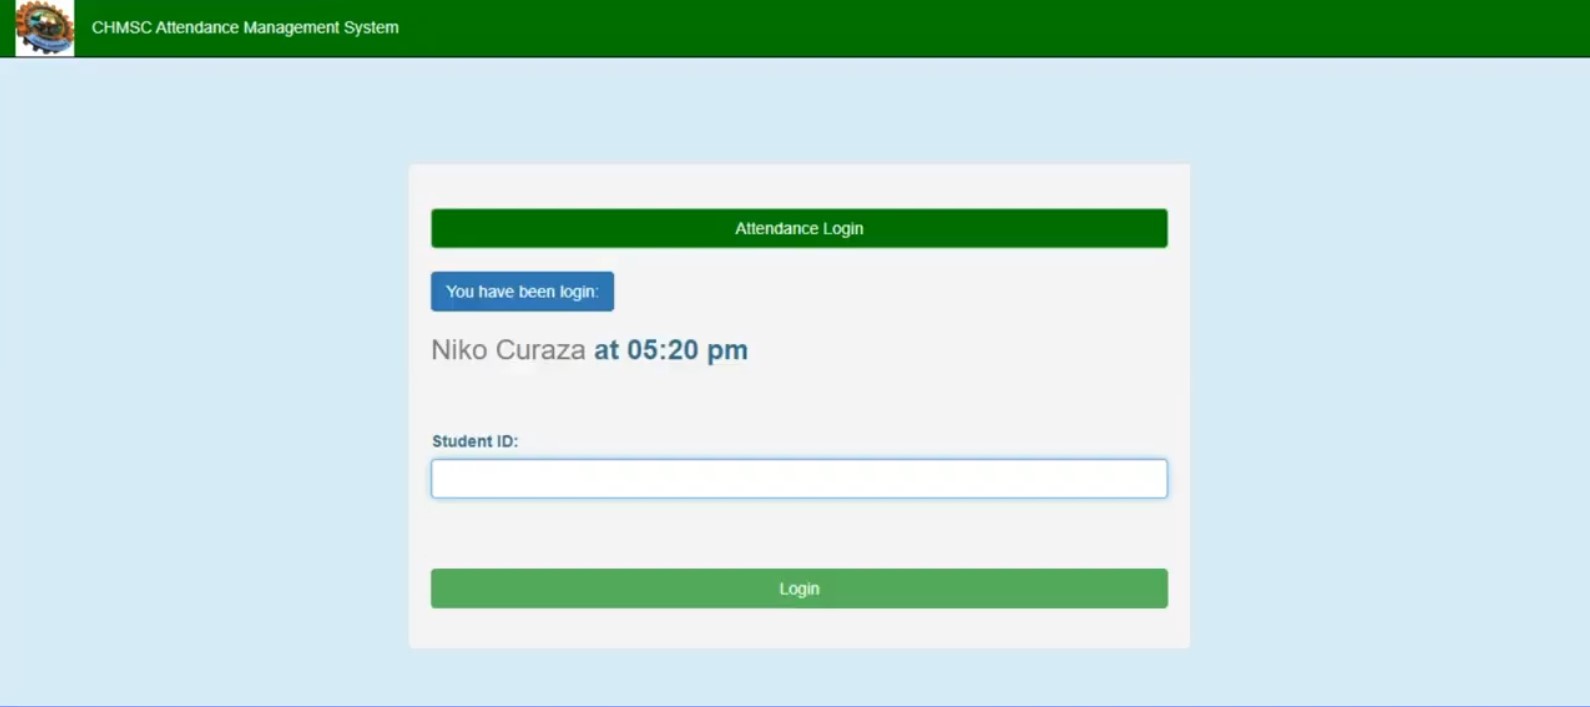 CHMSC Attendance Management System
Attendance Login
You have been login:
Niko Curaza at 05:20 pm
Student ID:
Login